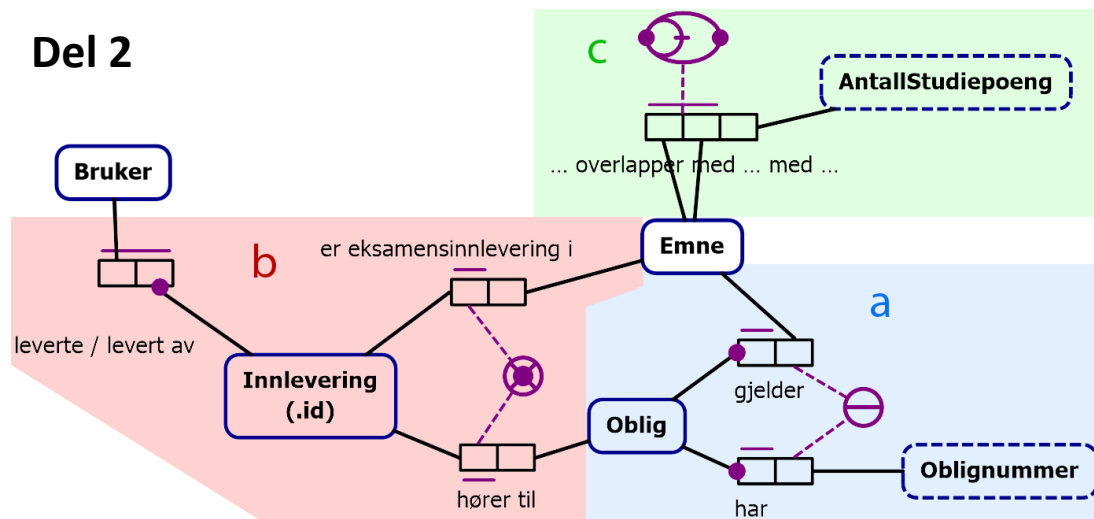 Del 2
c
AntallStudiepoeng
... overlapper med ... med ...
Bruker
er eksamensinnlevering i
Emne
b
a
leverte / levert av
Innlevering
(.id)
gjelder
Oblig
Oblignummer
hører til
har